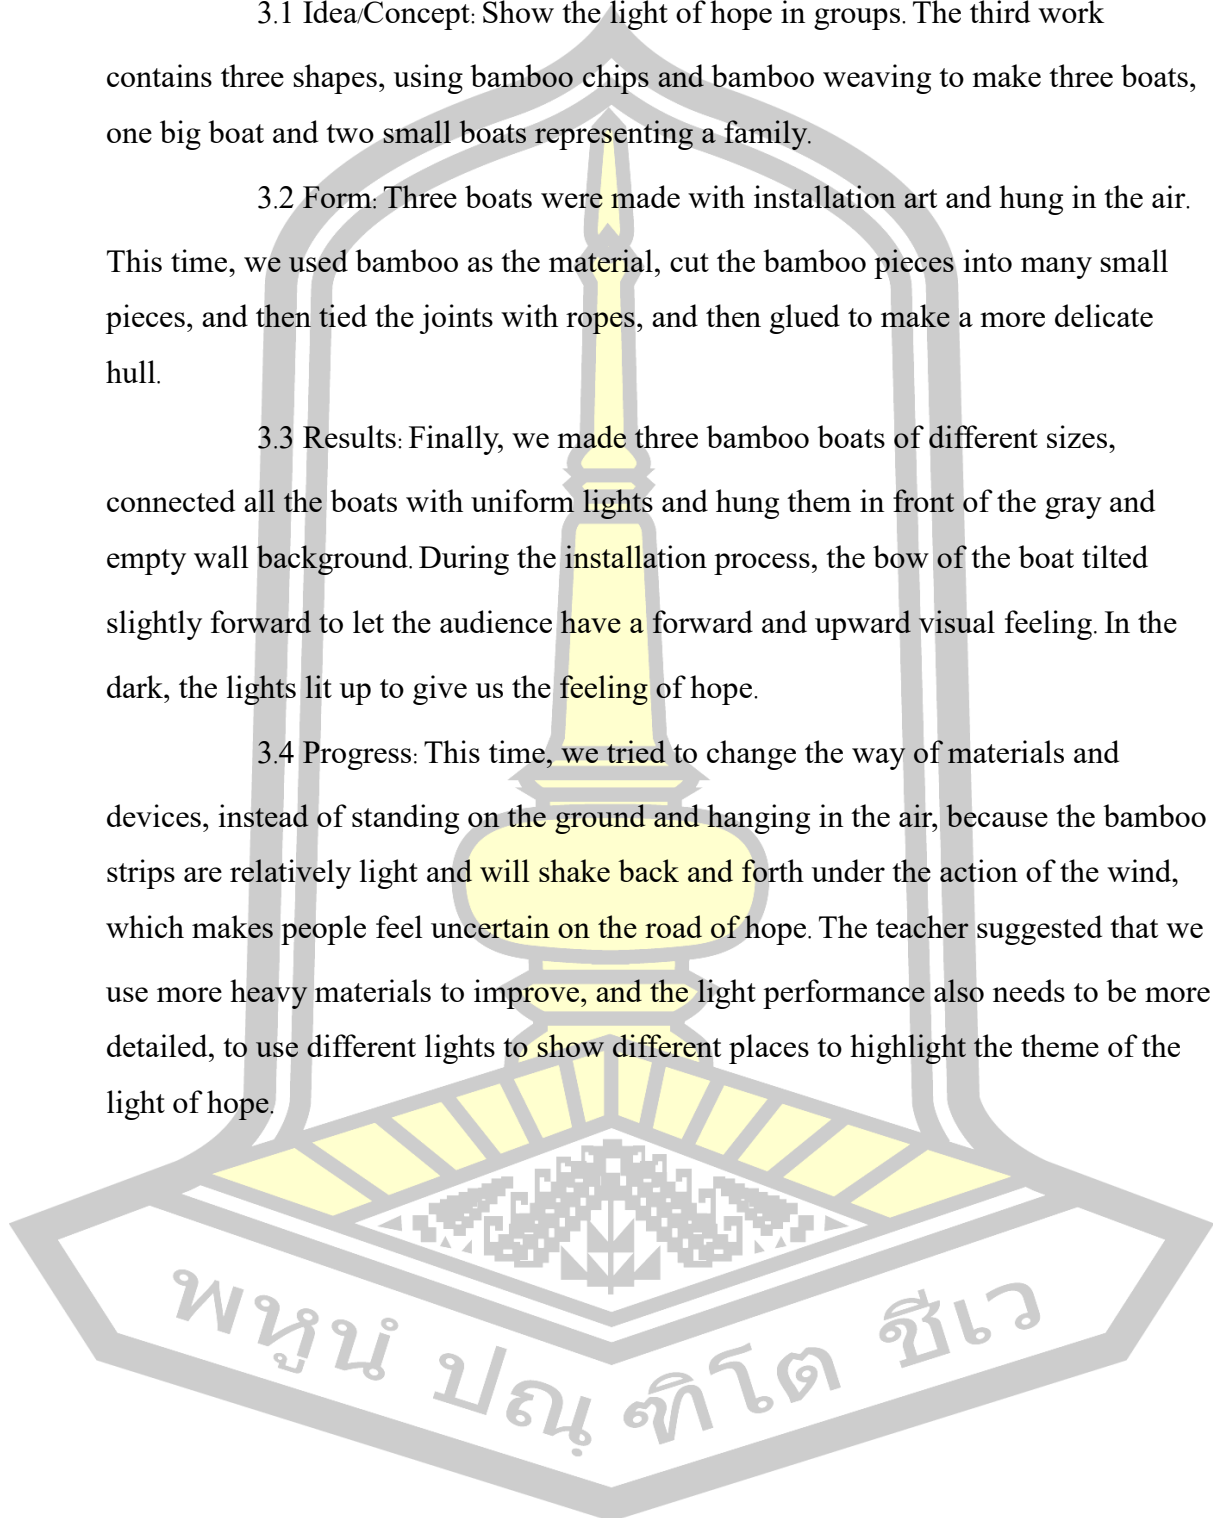 3.1 Idea/Concept: Show the light of hope in groups. The third work
contains three shapes, using bamboo chips and bamboo weaving to make three boats,
one big boat and two small boats representing a family.
3.2 Form: Three boats were made with installation art and hung in the air.
This time, we used bamboo as the material, cut the bamboo pieces into many small
pieces, and then tied the joints with ropes, and then glued to make a more delicate
hull.
3.3 Results: Finally, we made three bamboo boats of different sizes,
connected all the boats with uniform lights and hung them in front of the gray and
empty wall background. During the installation process, the bow of the boat tilted
slightly forward to let the audience have a forward and upward visual feeling. In the
dark, the lights lit up to give us the feeling of hope.
3.4 Progress: This time, we tried to change the way of materials and
devices, instead of standing on the ground and hanging in the air, because the bamboo
strips are relatively light and will shake back and forth under the action of the wind,
which makes people feel uncertain on the road of hope. The teacher suggested that we
use more heavy materials to improve, and the light performance also needs to be more
detailed, to use different lights to show different places to highlight the theme of the
light of hope.
พหูนํ ปณฺฑิโต ชีเว